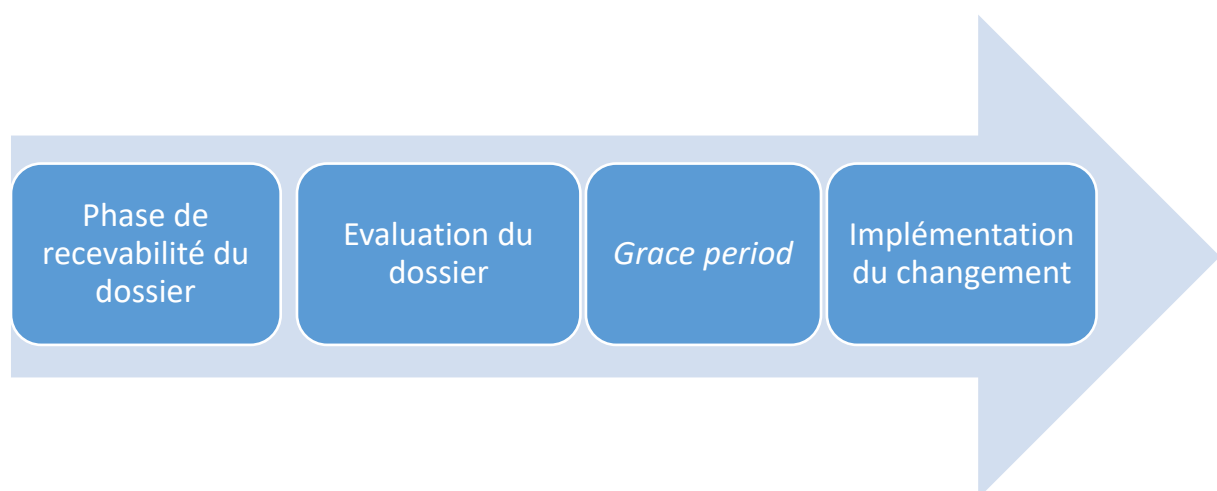 Phase de
recevabilité du
dossier
Evaluation du
dossier
Grace period
Implémentation
du changement